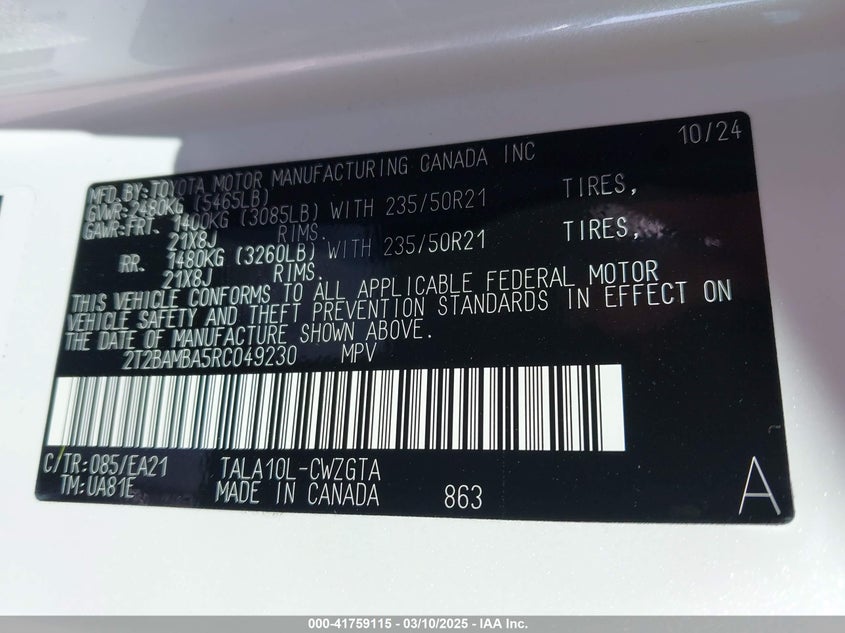 10/24
MFD. BY: TOYOTA MOTOR MANUFACTURING CANADA INC
GVWR: 2480KG (5465LB)
GAWR: FRT. 1400KG (3085LB) WITH 235/50R21 TIRES,
21X8J RIMS.
RR. 1480KG (3260LB) WITH 235/50R21 TIRES,
21X8J RIMS.
THIS VEHICLE CONFORMS TO ALL APPLICABLE FEDERAL MOTOR
VEHICLE SAFETY AND THEFT PREVENTION STANDARDS IN EFFECT ON
THE DATE OF MANUFACTURE SHOWN ABOVE.
2T2BAMBA5RC049230 MPV
C/TR:085/EA21 TALA10L-CWZGTA
TM:UA81E MADE IN CANADA 863
A
000-41759115 — 03/10/2025 — IAA Inc.